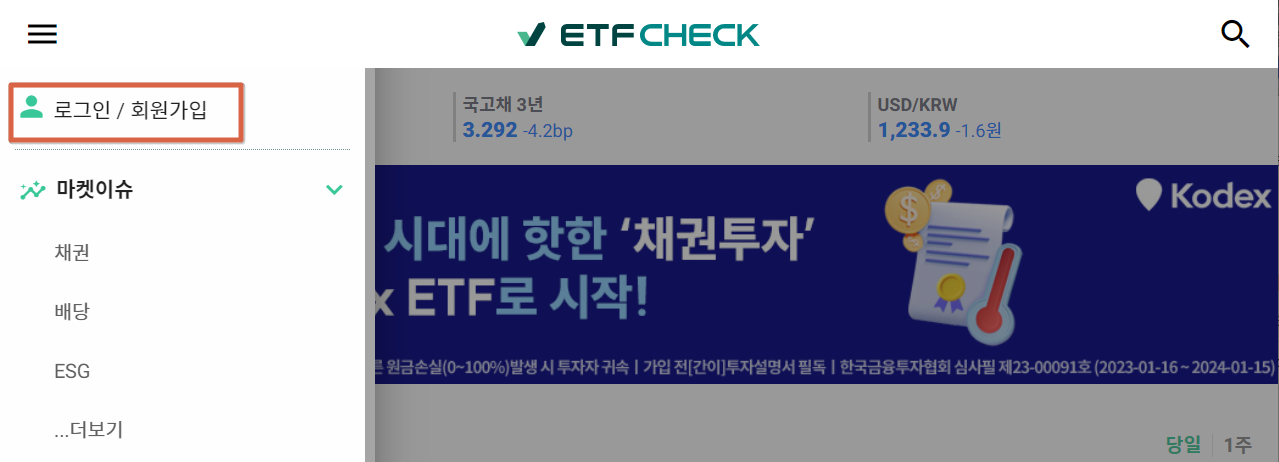 ETF CHECK
로그인 / 회원가입
마켓이슈
채권
배당
ESG
...더보기
국고채 3년
3.292 -4.2bp
USD/KRW
1,233.9 -1.6원
Kodex
시대에 핫한 ‘채권투자’
x ETF로 시작!
른 원금손실(0~100%)발생 시 투자자 귀속 | 가입 전[간이]투자설명서 필독 | 한국금융투자협회 심사필 제23-00091호 (2023-01-16 ~ 2024-01-15)
당일 | 1주